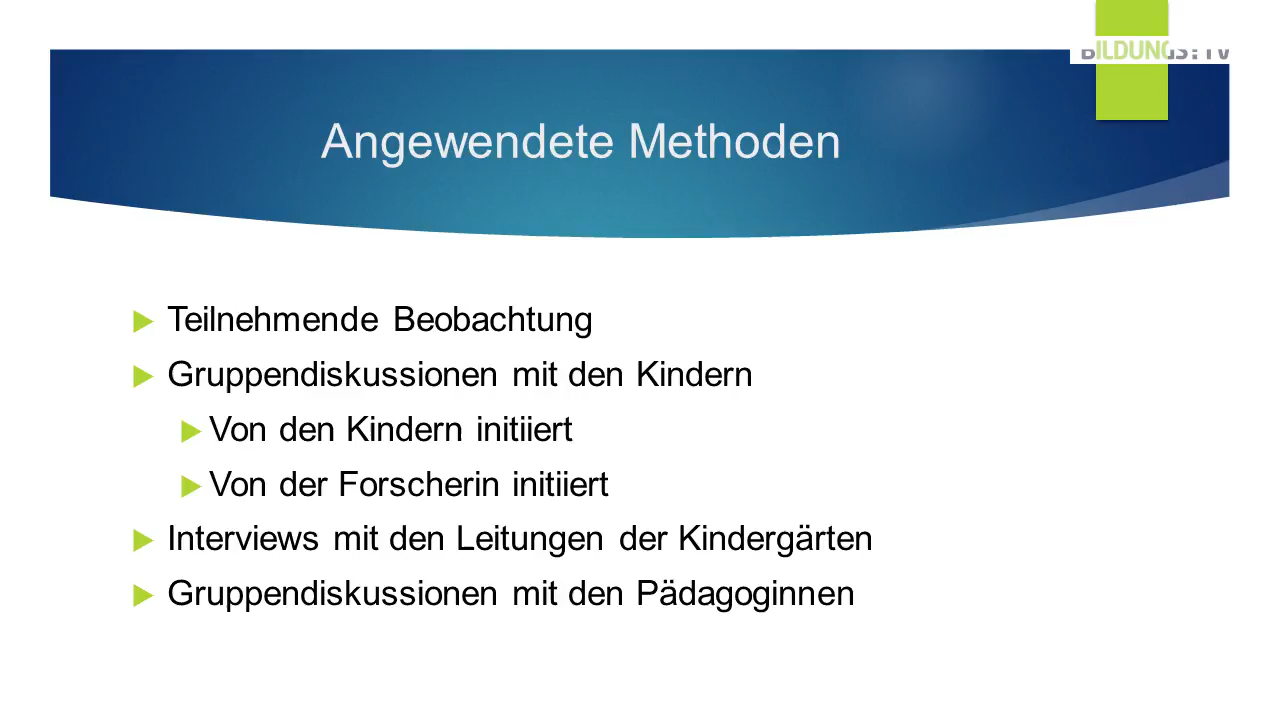 BILDUNGS:TV
Angewendete Methoden
Teilnehmende Beobachtung
Gruppendiskussionen mit den Kindern
Von den Kindern initiiert
Von der Forscherin initiiert
Interviews mit den Leitungen der Kindergärten
Gruppendiskussionen mit den Pädagoginnen